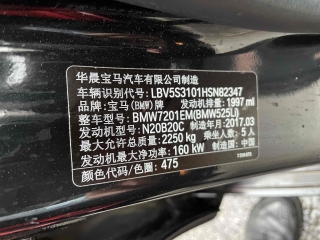 华晨宝马汽车有限公司制造
车辆识别代号: LBV5S3101HSN82347
品牌: 宝马(BMW)牌 发动机排量: 1997 ml
整车型号: BMW7201EM(BMW525Li)
发动机型号: N20B20C 制造年月: 2017.03
最大允许总质量: 2250 kg 乘坐人数: 5 人
发动机最大净功率: 160 kW 制造国: 中国
颜色代码/色圈: 475